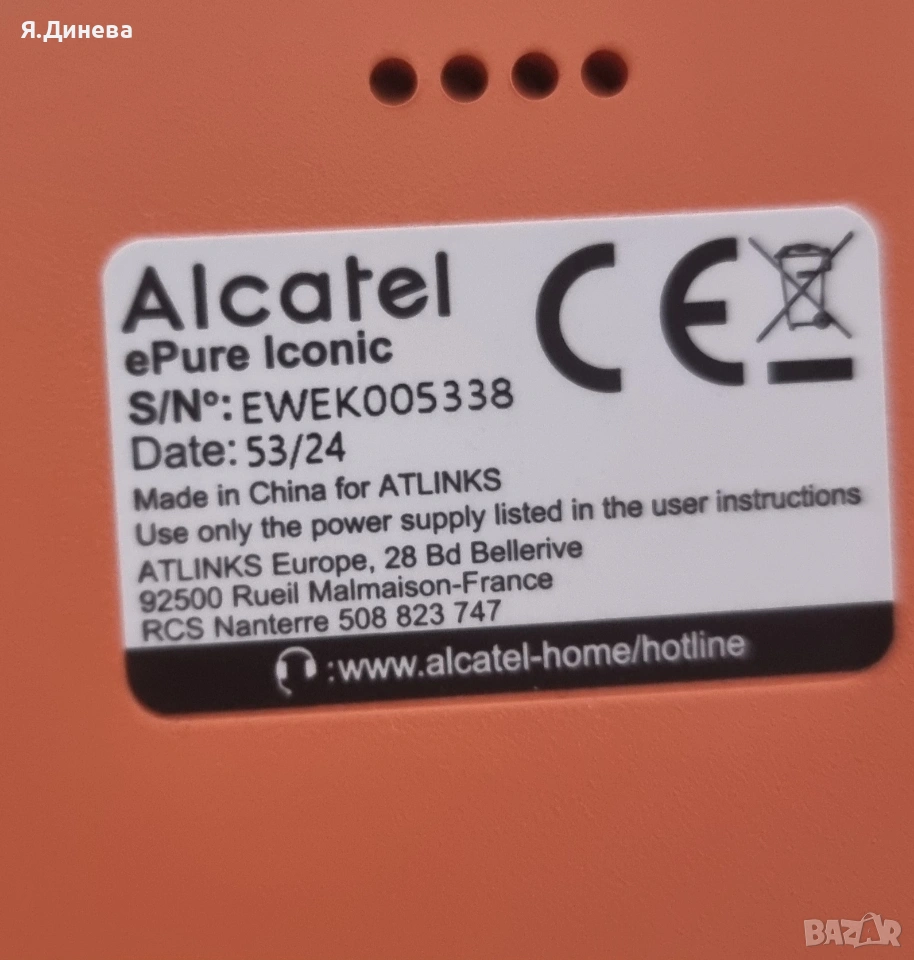 Я.Динева
Alcatel
ePure Iconic
S/N°: EWEK005338
Date: 53/24
Made in China for ATLINKS
Use only the power supply listed in the user instructions
ATLINKS Europe, 28 Bd Bellerive
92500 Rueil Malmaison-France
RCS Nanterre 508 823 747
:www.alcatel-home/hotline
CE
BAZAR